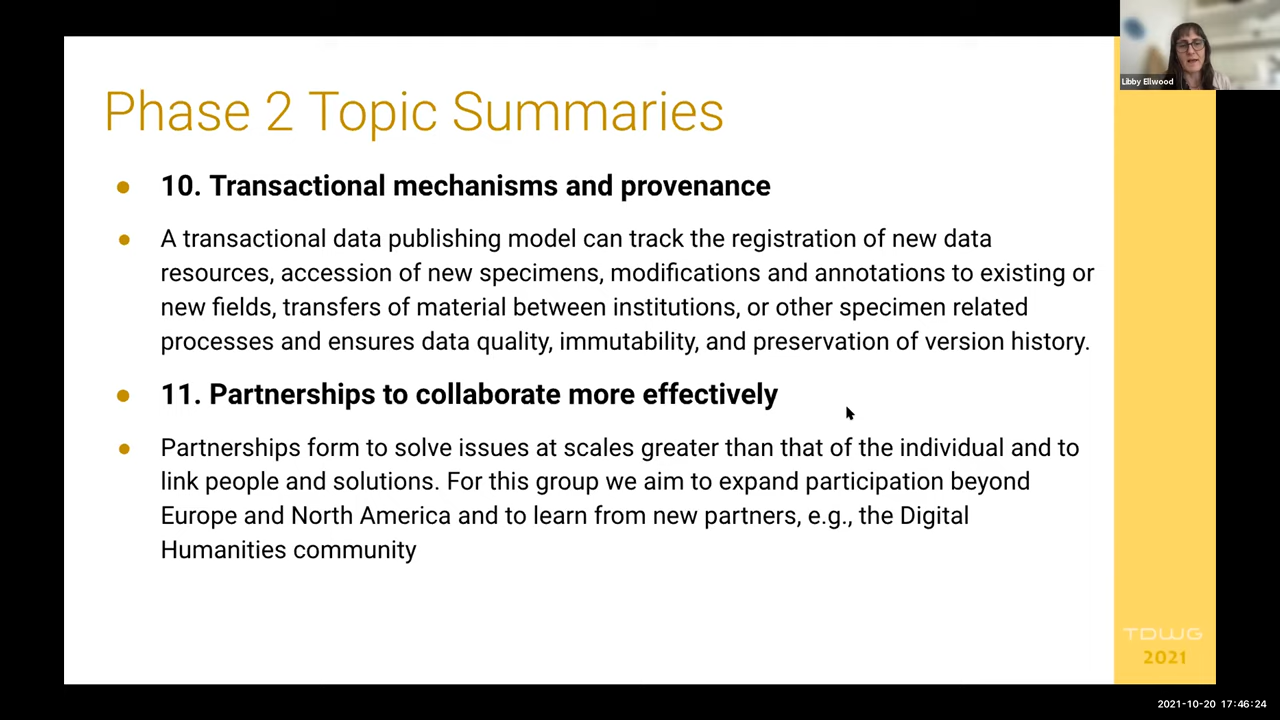 Phase 2 Topic Summaries
10. Transactional mechanisms and provenance
A transactional data publishing model can track the registration of new data
resources, accession of new specimens, modifications and annotations to existing or
new fields, transfers of material between institutions, or other specimen related
processes and ensures data quality, immutability, and preservation of version history.
11. Partnerships to collaborate more effectively
Partnerships form to solve issues at scales greater than that of the individual and to
link people and solutions. For this group we aim to expand participation beyond
Europe and North America and to learn from new partners, e.g., the Digital
Humanities community
Libby Ellwood
TDWG
2021
2021-10-20 17:46:24